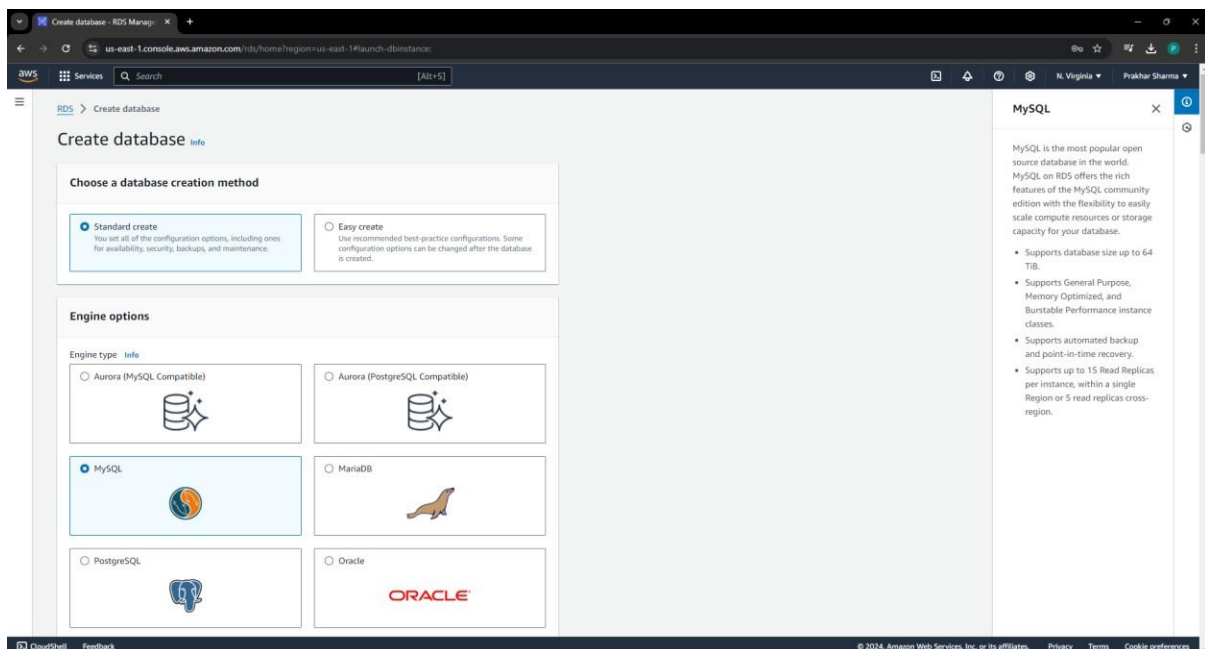 Create database - RDS Manag
us-east-1.console.aws.amazon.com/rds/home?region=us-east-1#launch-dbinstance:
aws
Services
Search
[Alt+S]
N. Virginia
Prakhar Sharma
RDS > Create database
Create database Info
Choose a database creation method
Standard create
You set all of the configuration options, including ones
for availability, security, backups, and maintenance.
Easy create
Use recommended best-practice configurations. Some
configuration options can be changed after the database
is created.
Engine options
Engine type Info
Aurora (MySQL Compatible)
Aurora (PostgreSQL Compatible)
MySQL
MariaDB
PostgreSQL
Oracle
ORACLE
MySQL
MySQL is the most popular open
source database in the world.
MySQL on RDS offers the rich
features of the MySQL community
edition with the flexibility to easily
scale compute resources or storage
capacity for your database.
• Supports database size up to 64
TiB.
• Supports General Purpose,
Memory Optimized, and
Burstable Performance instance
classes.
• Supports automated backup
and point-in-time recovery.
• Supports up to 15 Read Replicas
per instance, within a single
Region or 5 read replicas cross-
region.
CloudShell
Feedback
© 2024, Amazon Web Services, Inc. or its affiliates.
Privacy
Terms
Cookie preferences